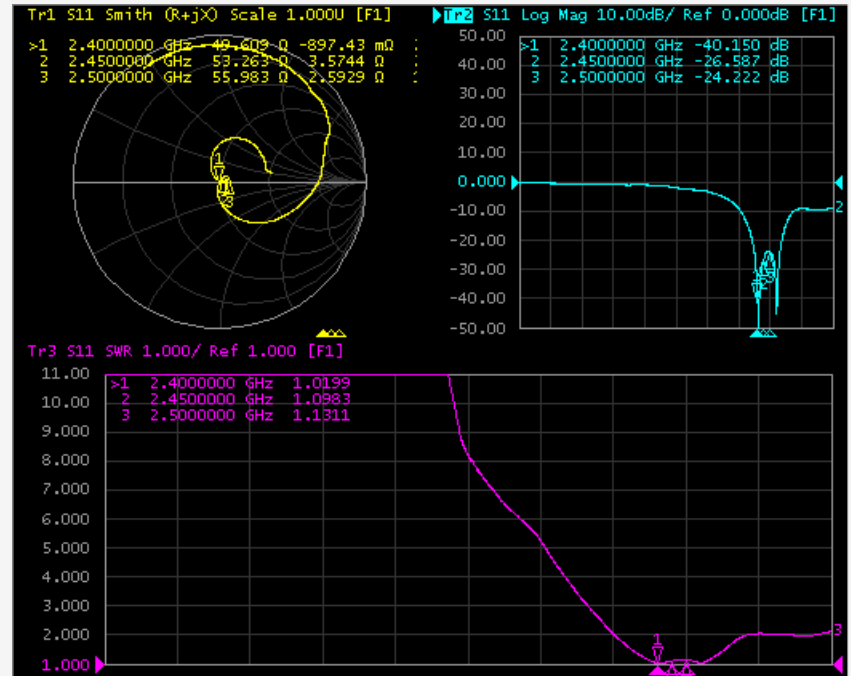 Tr1 S11 Smith (R+jX) Scale 1.000U [F1]
>1 2.4000000 GHz 49.609 Ω -897.43 mΩ
2 2.4500000 GHz 53.263 Ω 3.5744 Ω
3 2.5000000 GHz 55.983 Ω 2.5929 Ω
1
3
Tr2 S11 Log Mag 10.00dB/ Ref 0.000dB [F1]
50.00
40.00
30.00
20.00
10.00
0.000
-10.00
-20.00
-30.00
-40.00
-50.00
>1 2.4000000 GHz -40.150 dB
2 2.4500000 GHz -26.587 dB
3 2.5000000 GHz -24.222 dB
2
Tr3 S11 SWR 1.000/ Ref 1.000 [F1]
11.00
10.00
9.000
8.000
7.000
6.000
5.000
4.000
3.000
2.000
1.000
>1 2.4000000 GHz 1.0199
2 2.4500000 GHz 1.0983
3 2.5000000 GHz 1.1311
1
3